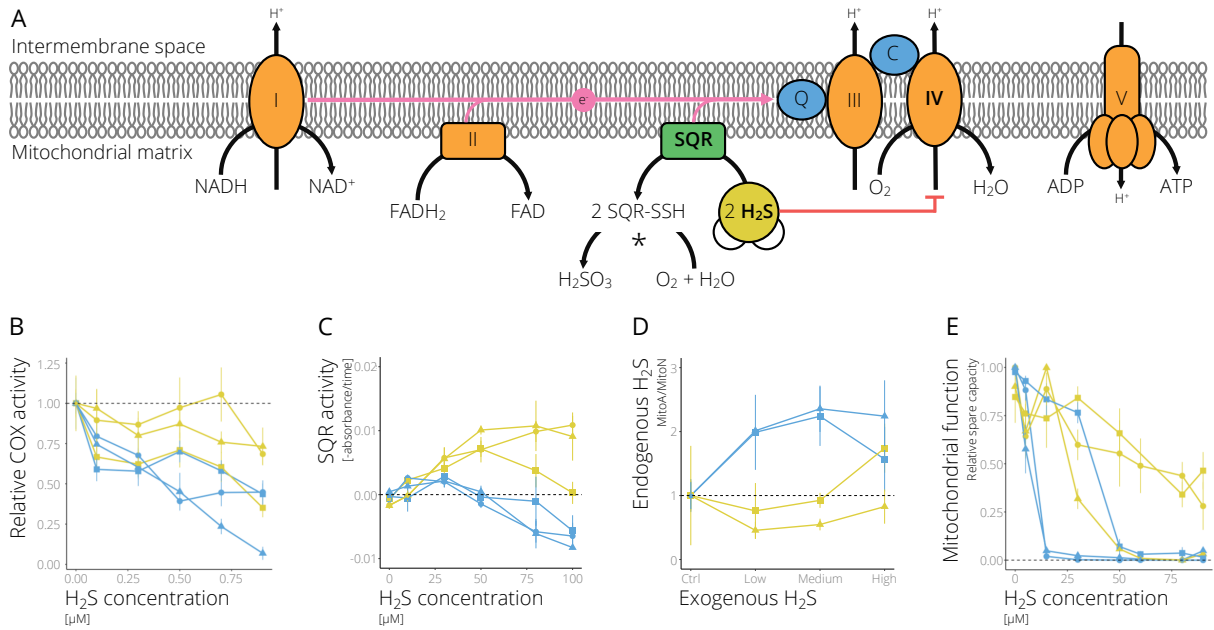 A
H⁺ H⁺ H⁺
Intermembrane space
I II e⁻ SQR Q III C IV V
Mitochondrial matrix
NADH NAD⁺ O₂ H₂O ADP ATP
H⁺
FADH₂ FAD 2 SQR-SSH 2 H₂S
*
H₂SO₃ O₂ + H₂O
B
Relative COX activity
1.25
1.00
0.75
0.50
0.25
0.00
0.00 0.25 0.50 0.75
H₂S concentration
[µM]
C
SQR activity
[-absorbance/time]
0.02
0.01
0.00
-0.01
0 25 50 75 100
H₂S concentration
[µM]
D
Endogenous H₂S
MitoA/MitoN
3
2
1
0
Ctrl Low Medium High
Exogenous H₂S
E
Mitochondrial function
Relative spare capacity
1.00
0.75
0.50
0.25
0.00
0 25 50 75
H₂S concentration
[µM]